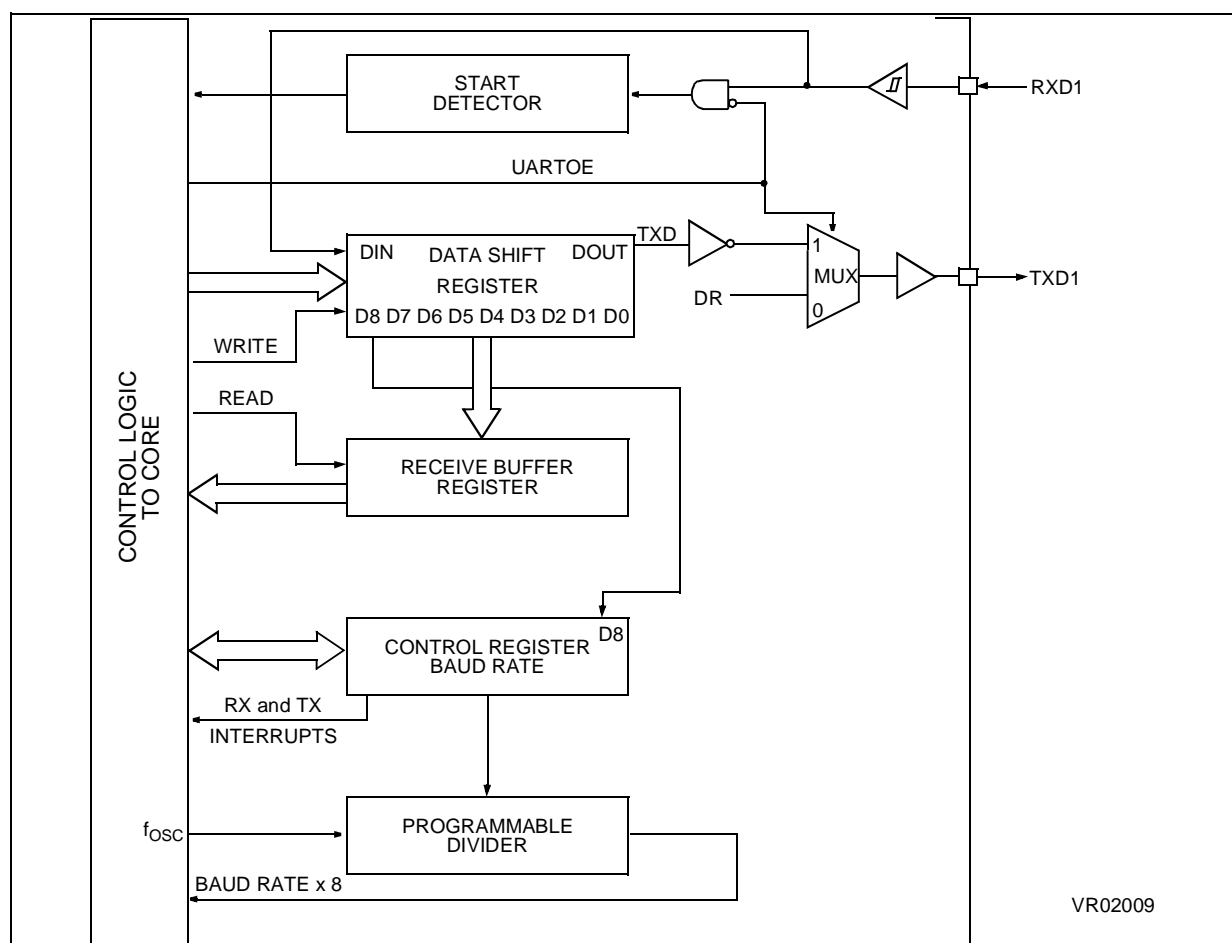 START
DETECTOR
RXD1
UARTOE
TXD
DIN DATA SHIFT DOUT
REGISTER
D8 D7 D6 D5 D4 D3 D2 D1 D0
1
MUX
0
DR
TXD1
WRITE
READ
RECEIVE BUFFER
REGISTER
CONTROL LOGIC
TO CORE
D8
CONTROL REGISTER
BAUD RATE
RX and TX
INTERRUPTS
fOSC
PROGRAMMABLE
DIVIDER
BAUD RATE x 8
VR02009